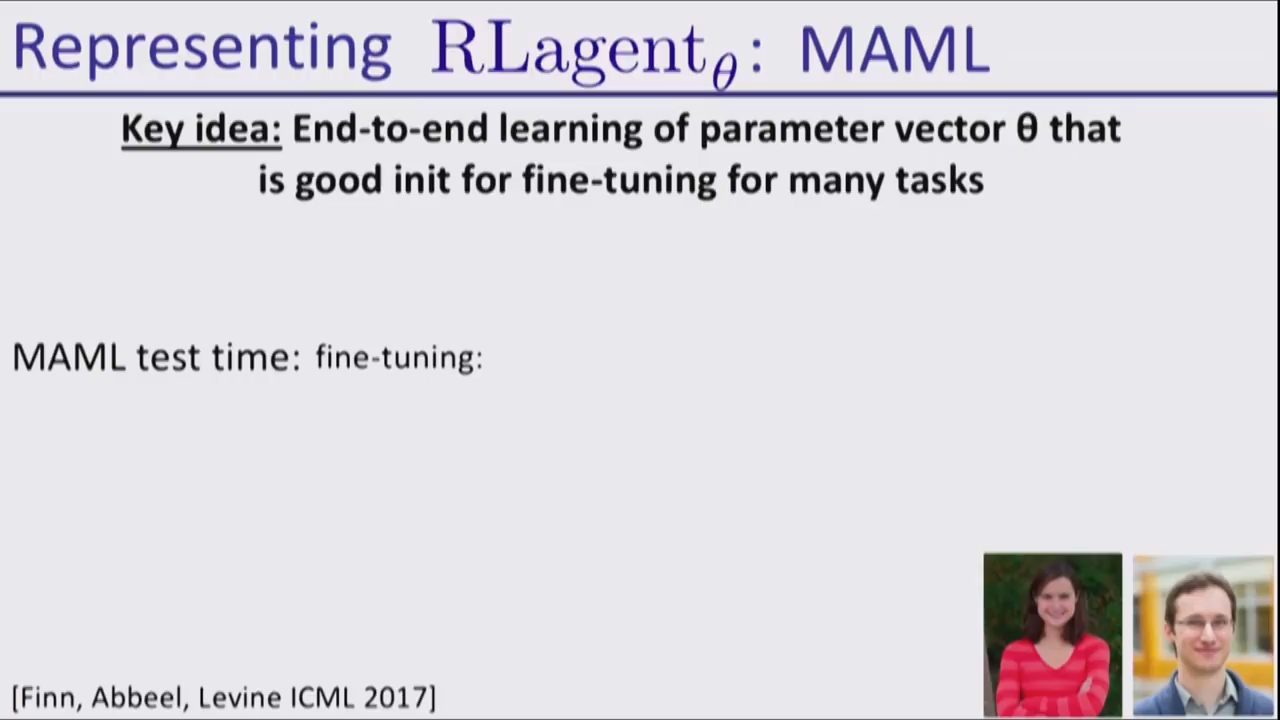 Representing RLagent_θ: MAML
Key idea: End-to-end learning of parameter vector θ that
is good init for fine-tuning for many tasks
MAML test time: fine-tuning:
[Finn, Abbeel, Levine ICML 2017]